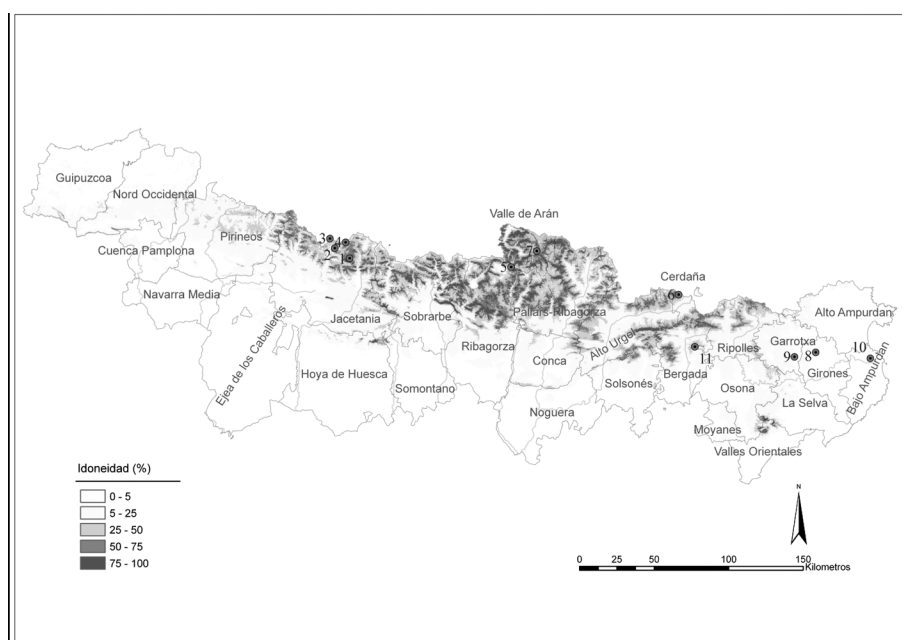 Guipuzcoa
Nord Occidental
Valle de Arán
Pirineos
3
4
2
1
7
5
Cuenca Pamplona
Cerdaña
6
Navarra Media
Ejea de los Caballeros
Jacetania
Sobrarbe
Pallars-Ribagorza
Alto Ampurdan
Ribagorza
Conca
Alto Urgel
Ripolles
Garrotxa
11
9
8
10
Hoya de Huesca
Somontano
Solsonés
Bergada
Osona
Girones
Bajo Ampurdan
La Selva
Noguera
Moyanes
Valles Orientales
Idoneidad (%)
0 - 5
5 - 25
25 - 50
50 - 75
75 - 100
N
0 25 50 100 150
Kilometros